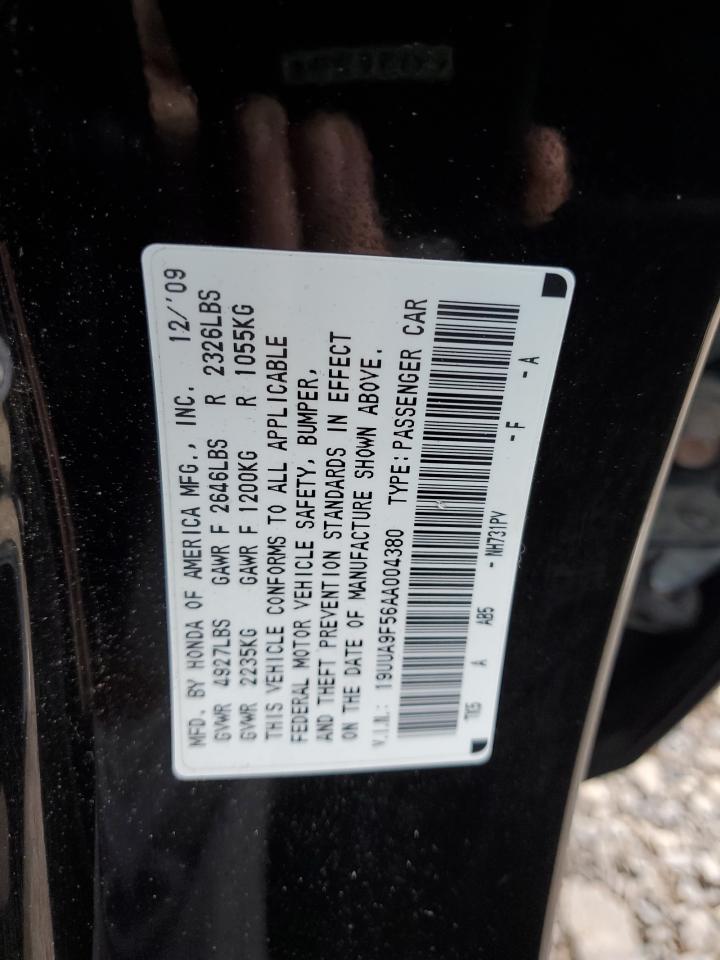 MFD. BY HONDA OF AMERICA MFG., INC. 12/'09
GVWR 4927LBS GAWR F 2646LBS R 2326LBS
GVWR 2235KG GAWR F 1200KG R 1055KG
THIS VEHICLE CONFORMS TO ALL APPLICABLE
FEDERAL MOTOR VEHICLE SAFETY, BUMPER,
AND THEFT PREVENTION STANDARDS IN EFFECT
ON THE DATE OF MANUFACTURE SHOWN ABOVE.
V.I.N.: 19UUA9F56AA004380 TYPE:PASSENGER CAR
TK5 A AB5 - NH731PV - F - A